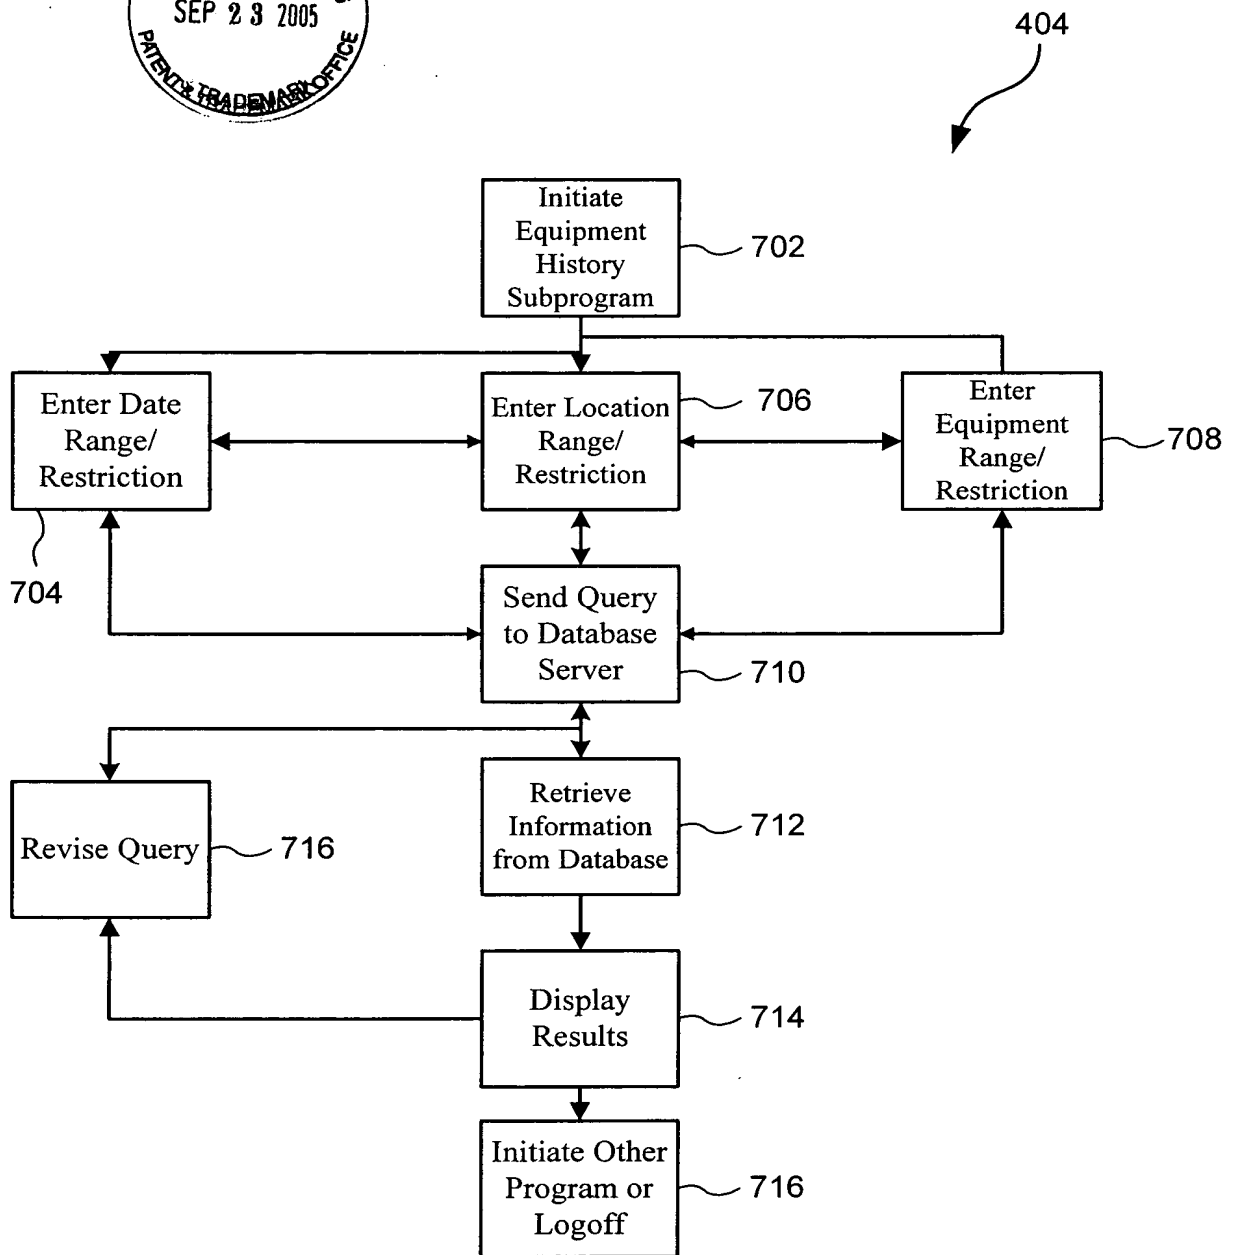 SEP 23 2005
PATENT & TRADEMARK OFFICE
404
Initiate
Equipment
History
Subprogram
702
Enter Date
Range/
Restriction
704
Enter Location
Range/
Restriction
706
Enter
Equipment
Range/
Restriction
708
Send Query
to Database
Server
710
Revise Query
716
Retrieve
Information
from Database
712
Display
Results
714
Initiate Other
Program or
Logoff
716